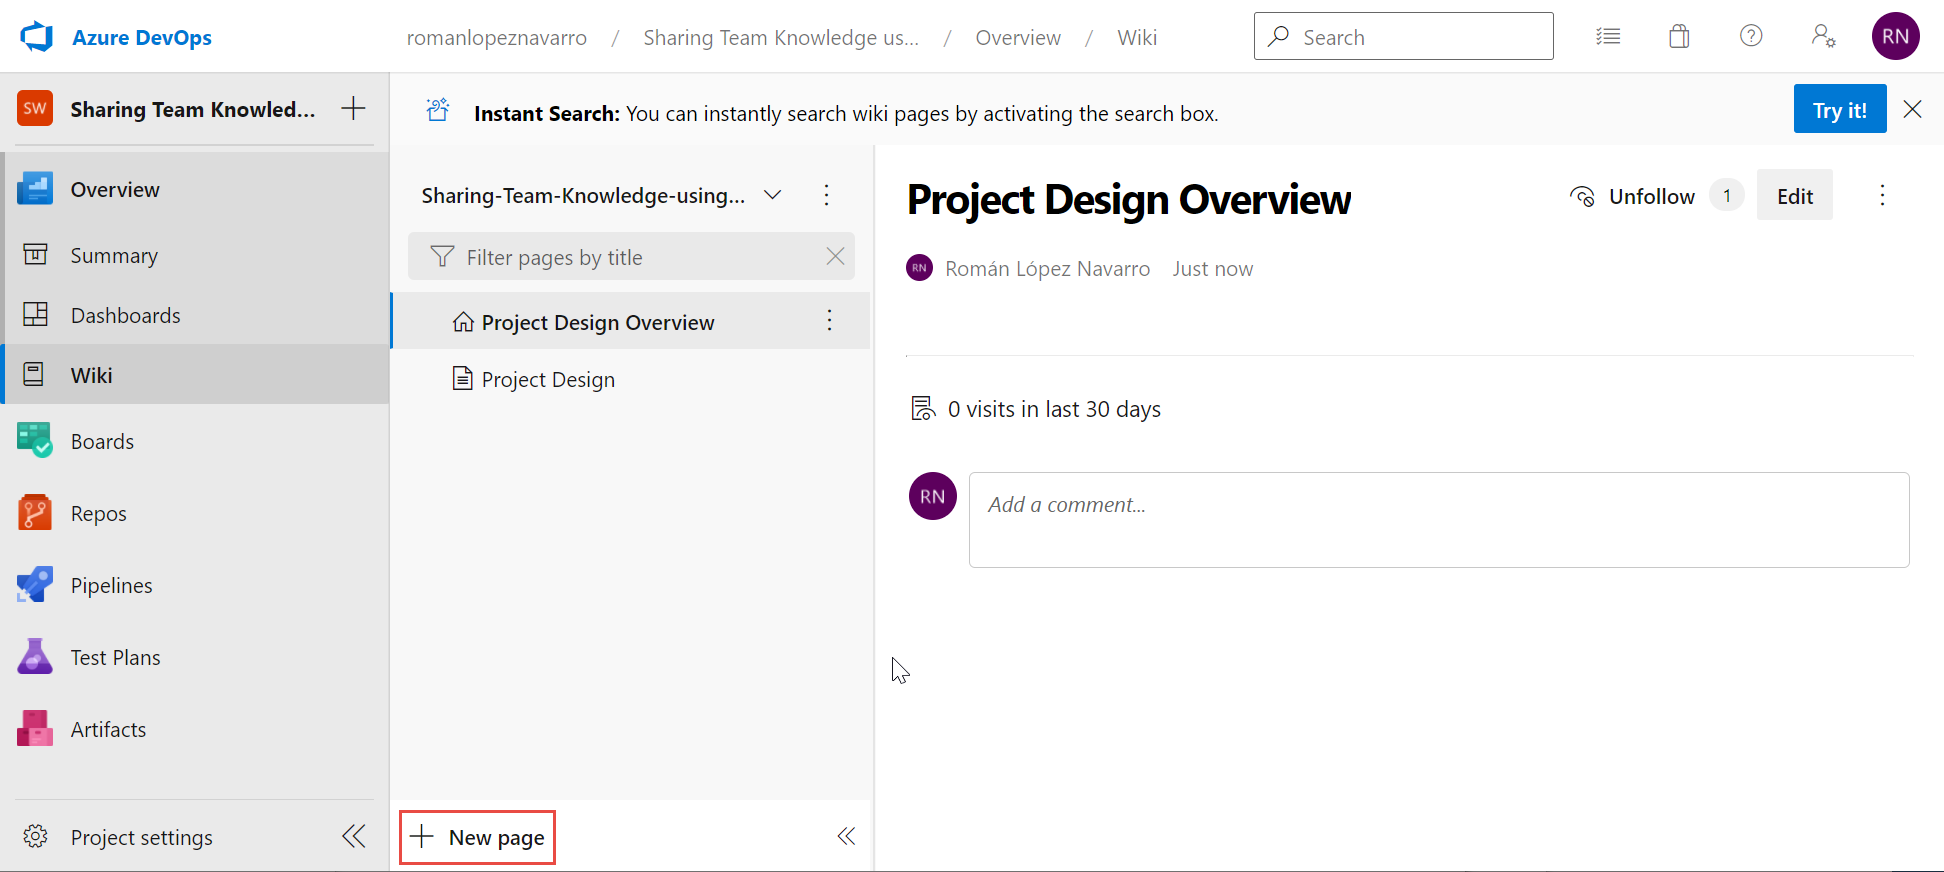 Azure DevOps
romanlopeznavarro / Sharing Team Knowledge us... / Overview / Wiki
Search
RN
SW Sharing Team Knowled...
Overview
Summary
Dashboards
Wiki
Boards
Repos
Pipelines
Test Plans
Artifacts
Project settings
Instant Search: You can instantly search wiki pages by activating the search box.
Try it!
Sharing-Team-Knowledge-using...
Filter pages by title
Project Design Overview
Project Design
New page
Project Design Overview
Unfollow 1
Edit
RN Román López Navarro Just now
0 visits in last 30 days
RN
Add a comment...